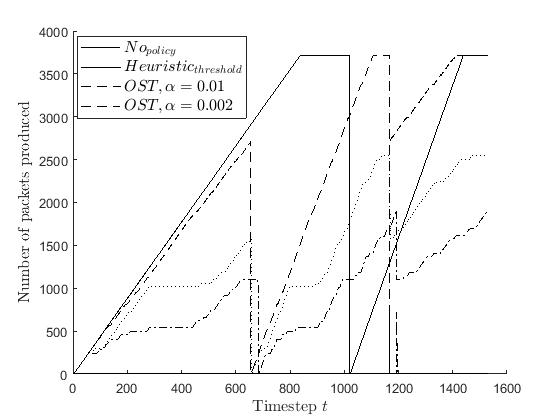 4000
3500
3000
2500
2000
1500
1000
500
0
Number of packets produced
No_policy
Heuristic_threshold
OST, α = 0.01
OST, α = 0.002
0 200 400 600 800 1000 1200 1400 1600
Timestep t